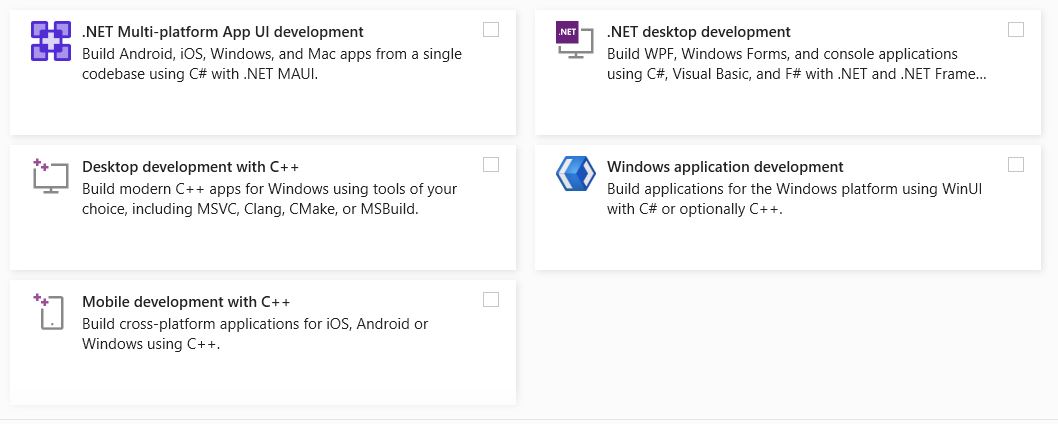 .NET Multi-platform App UI development
Build Android, iOS, Windows, and Mac apps from a single
codebase using C# with .NET MAUI.
.NET
.NET desktop development
Build WPF, Windows Forms, and console applications
using C#, Visual Basic, and F# with .NET and .NET Frame...
Desktop development with C++
Build modern C++ apps for Windows using tools of your
choice, including MSVC, Clang, CMake, or MSBuild.
Windows application development
Build applications for the Windows platform using WinUI
with C# or optionally C++.
Mobile development with C++
Build cross-platform applications for iOS, Android or
Windows using C++.